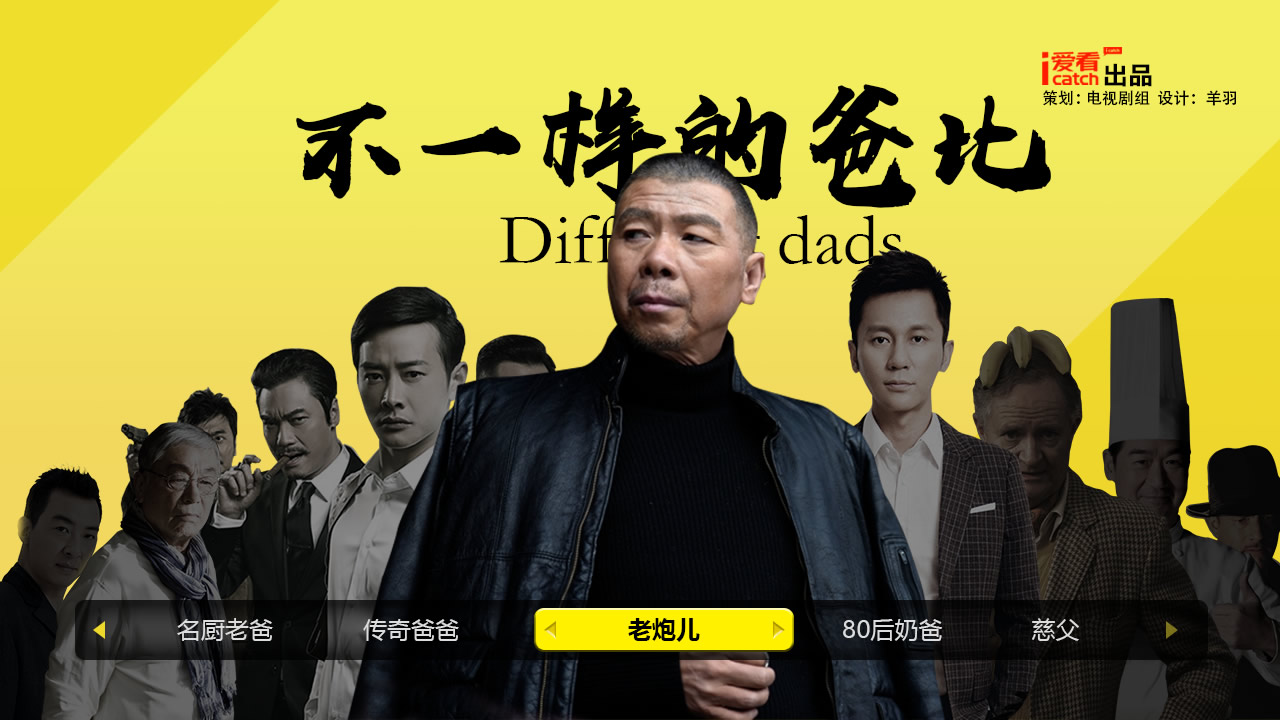 i爱看
catch 出品
策划：电视剧组 设计：羊羽
不一样的爸比
Diff dads
名厨老爸 传奇爸爸 老炮儿 80后奶爸 慈父